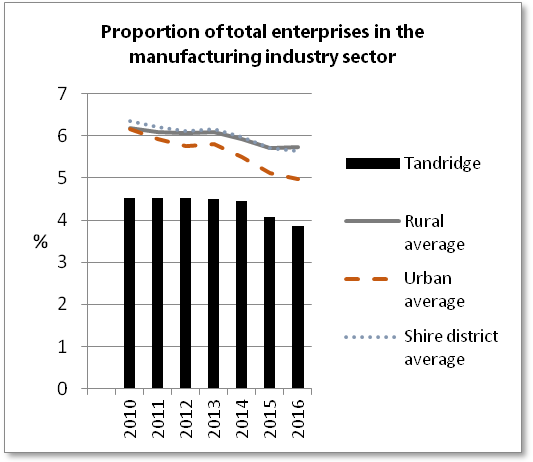 Proportion of total enterprises in the
manufacturing industry sector
7
6
5
4
3
2
1
0
%
2010
2011
2012
2013
2014
2015
2016
Tandridge
Rural
average
Urban
average
Shire district
average